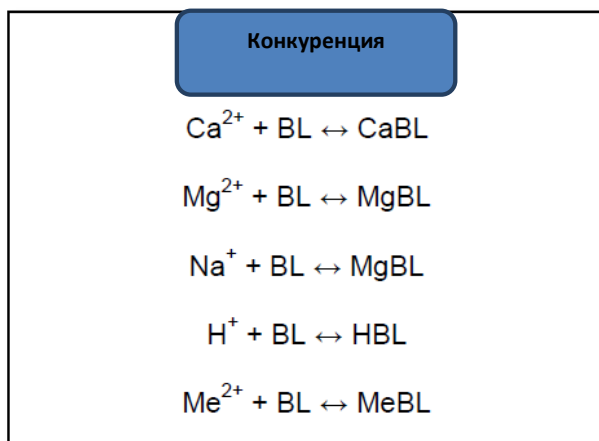 Конкуренция
Ca²⁺ + BL ↔ CaBL
Mg²⁺ + BL ↔ MgBL
Na⁺ + BL ↔ MgBL
H⁺ + BL ↔ HBL
Me²⁺ + BL ↔ MeBL